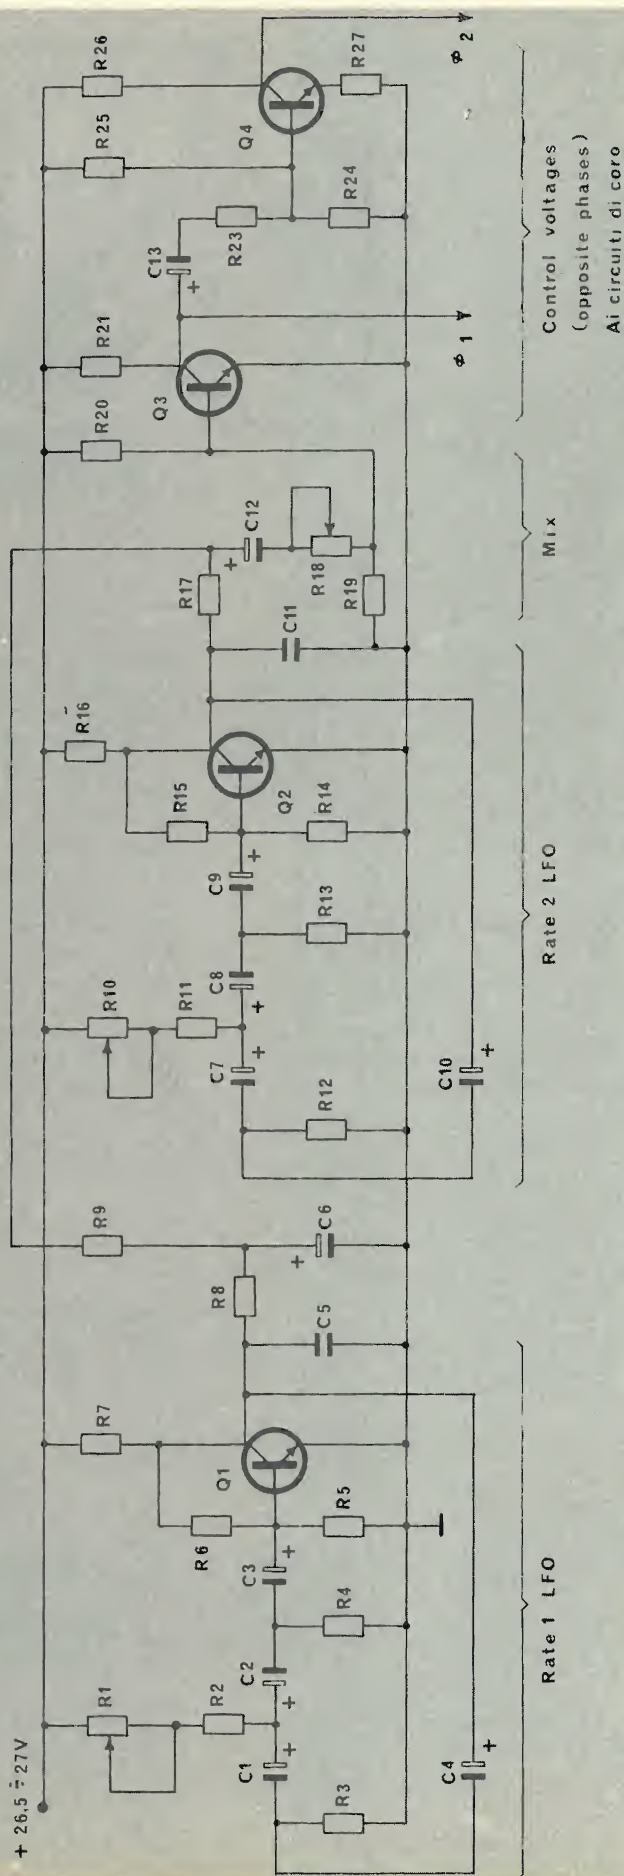 + 26,5 ÷ 27V
R1
R2
C1
+
C2
+
R3
R4
C3
+
R6
R7
Q1
R5
C4
+
R8
C5
R9
C6
+
R10
R11
C7
+
C8
+
R12
R13
C9
+
R15
R16
Q2
R14
C10
+
R17
C11
C12
+
R18
R19
R20
R21
Q3
C13
+
R23
R24
R25
R26
Q4
R27
Φ 1
Φ 2
Rate 1 LFO
Rate 2 LFO
Mix
Control voltages
(opposite phases)
Ai circuiti di coro